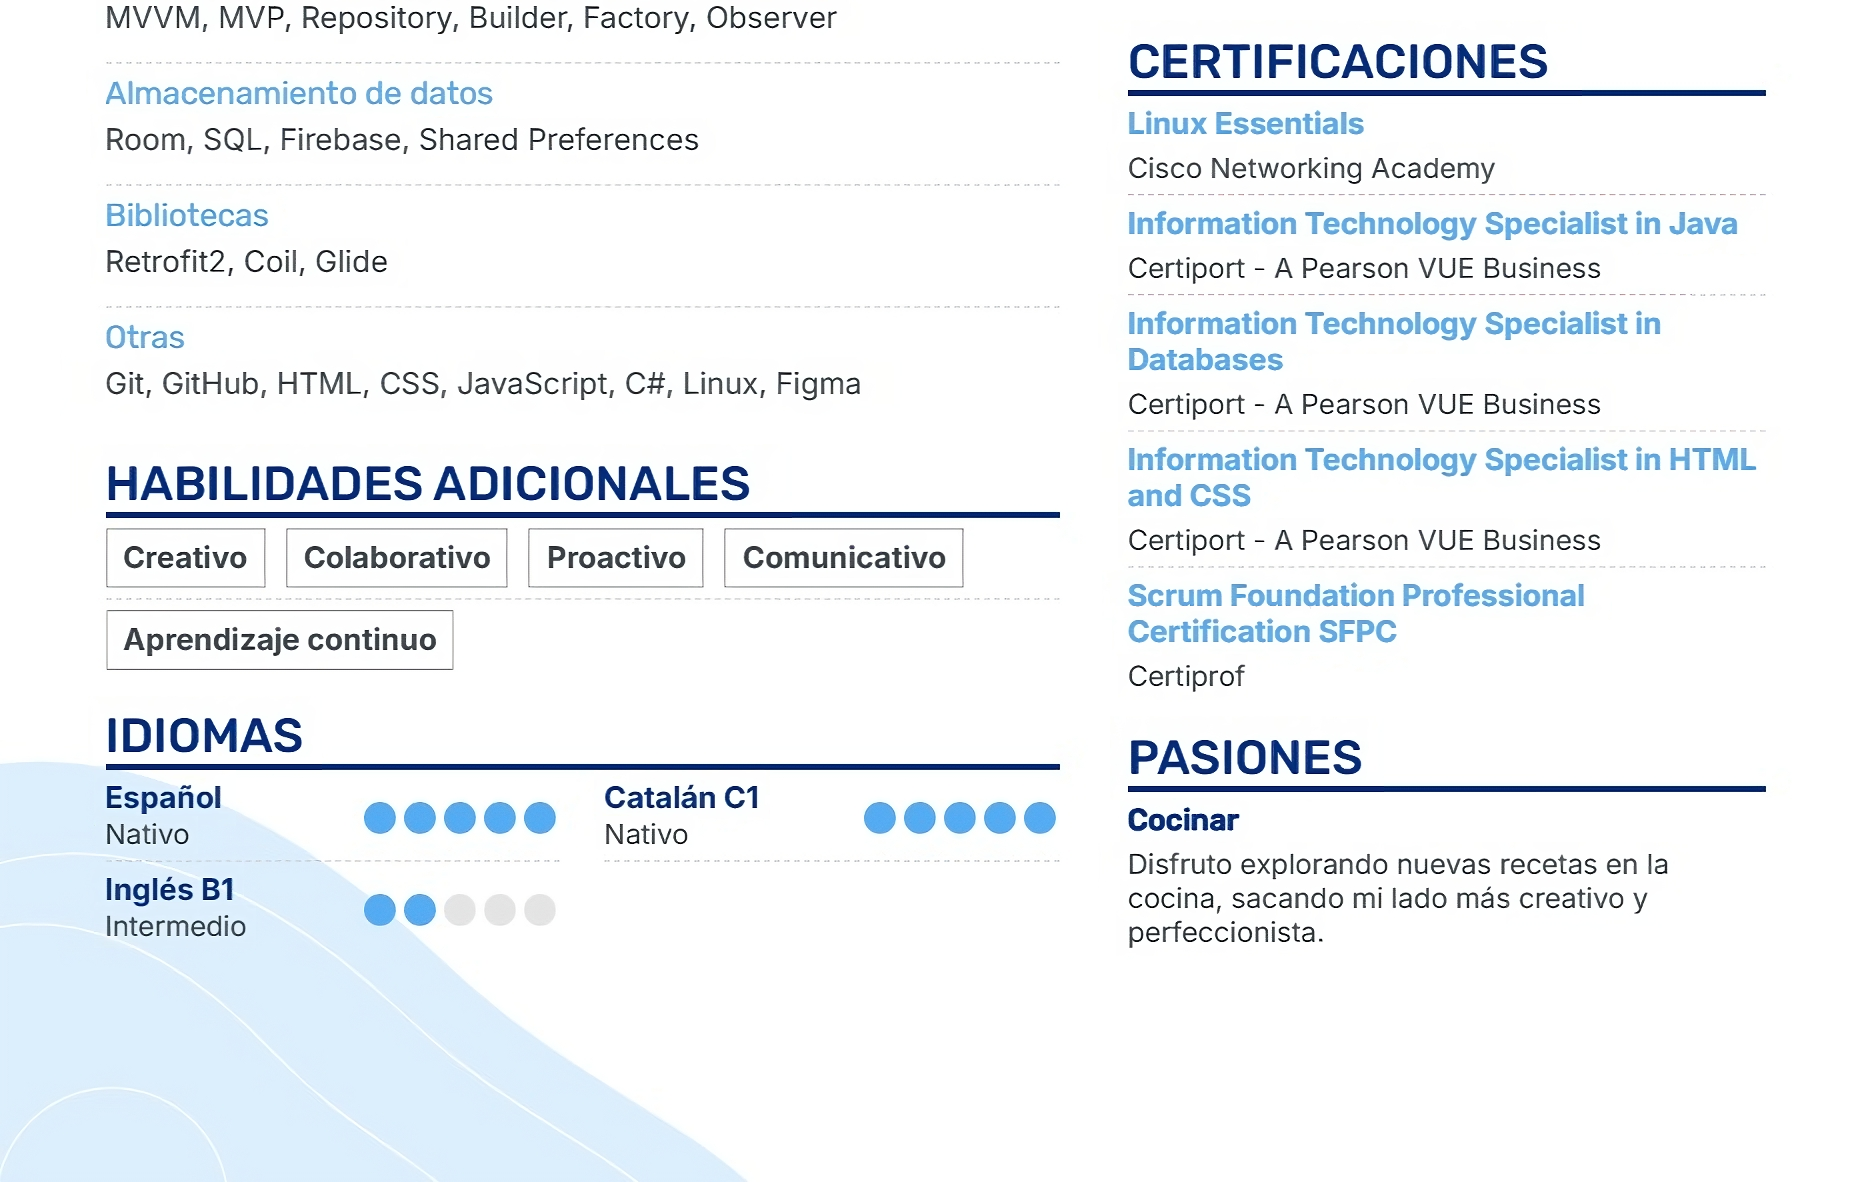 MVVM, MVP, Repository, Builder, Factory, Observer
Almacenamiento de datos
Room, SQL, Firebase, Shared Preferences
Bibliotecas
Retrofit2, Coil, Glide
Otras
Git, GitHub, HTML, CSS, JavaScript, C#, Linux, Figma
HABILIDADES ADICIONALES
Creativo Colaborativo Proactivo Comunicativo
Aprendizaje continuo
IDIOMAS
Español
Nativo
Catalán C1
Nativo
Inglés B1
Intermedio
CERTIFICACIONES
Linux Essentials
Cisco Networking Academy
Information Technology Specialist in Java
Certiport - A Pearson VUE Business
Information Technology Specialist in
Databases
Certiport - A Pearson VUE Business
Information Technology Specialist in HTML
and CSS
Certiport - A Pearson VUE Business
Scrum Foundation Professional
Certification SFPC
Certiprof
PASIONES
Cocinar
Disfruto explorando nuevas recetas en la
cocina, sacando mi lado más creativo y
perfeccionista.